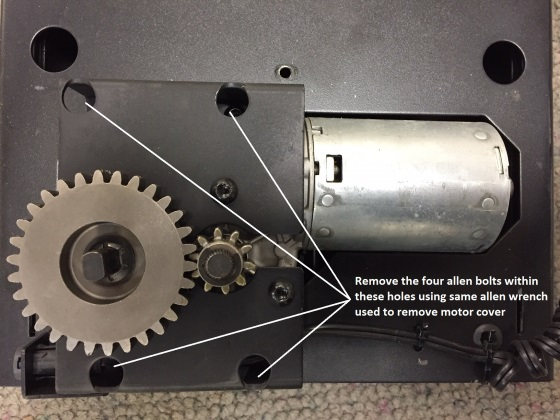 Remove the four allen bolts within
these holes using same allen wrench
used to remove motor cover